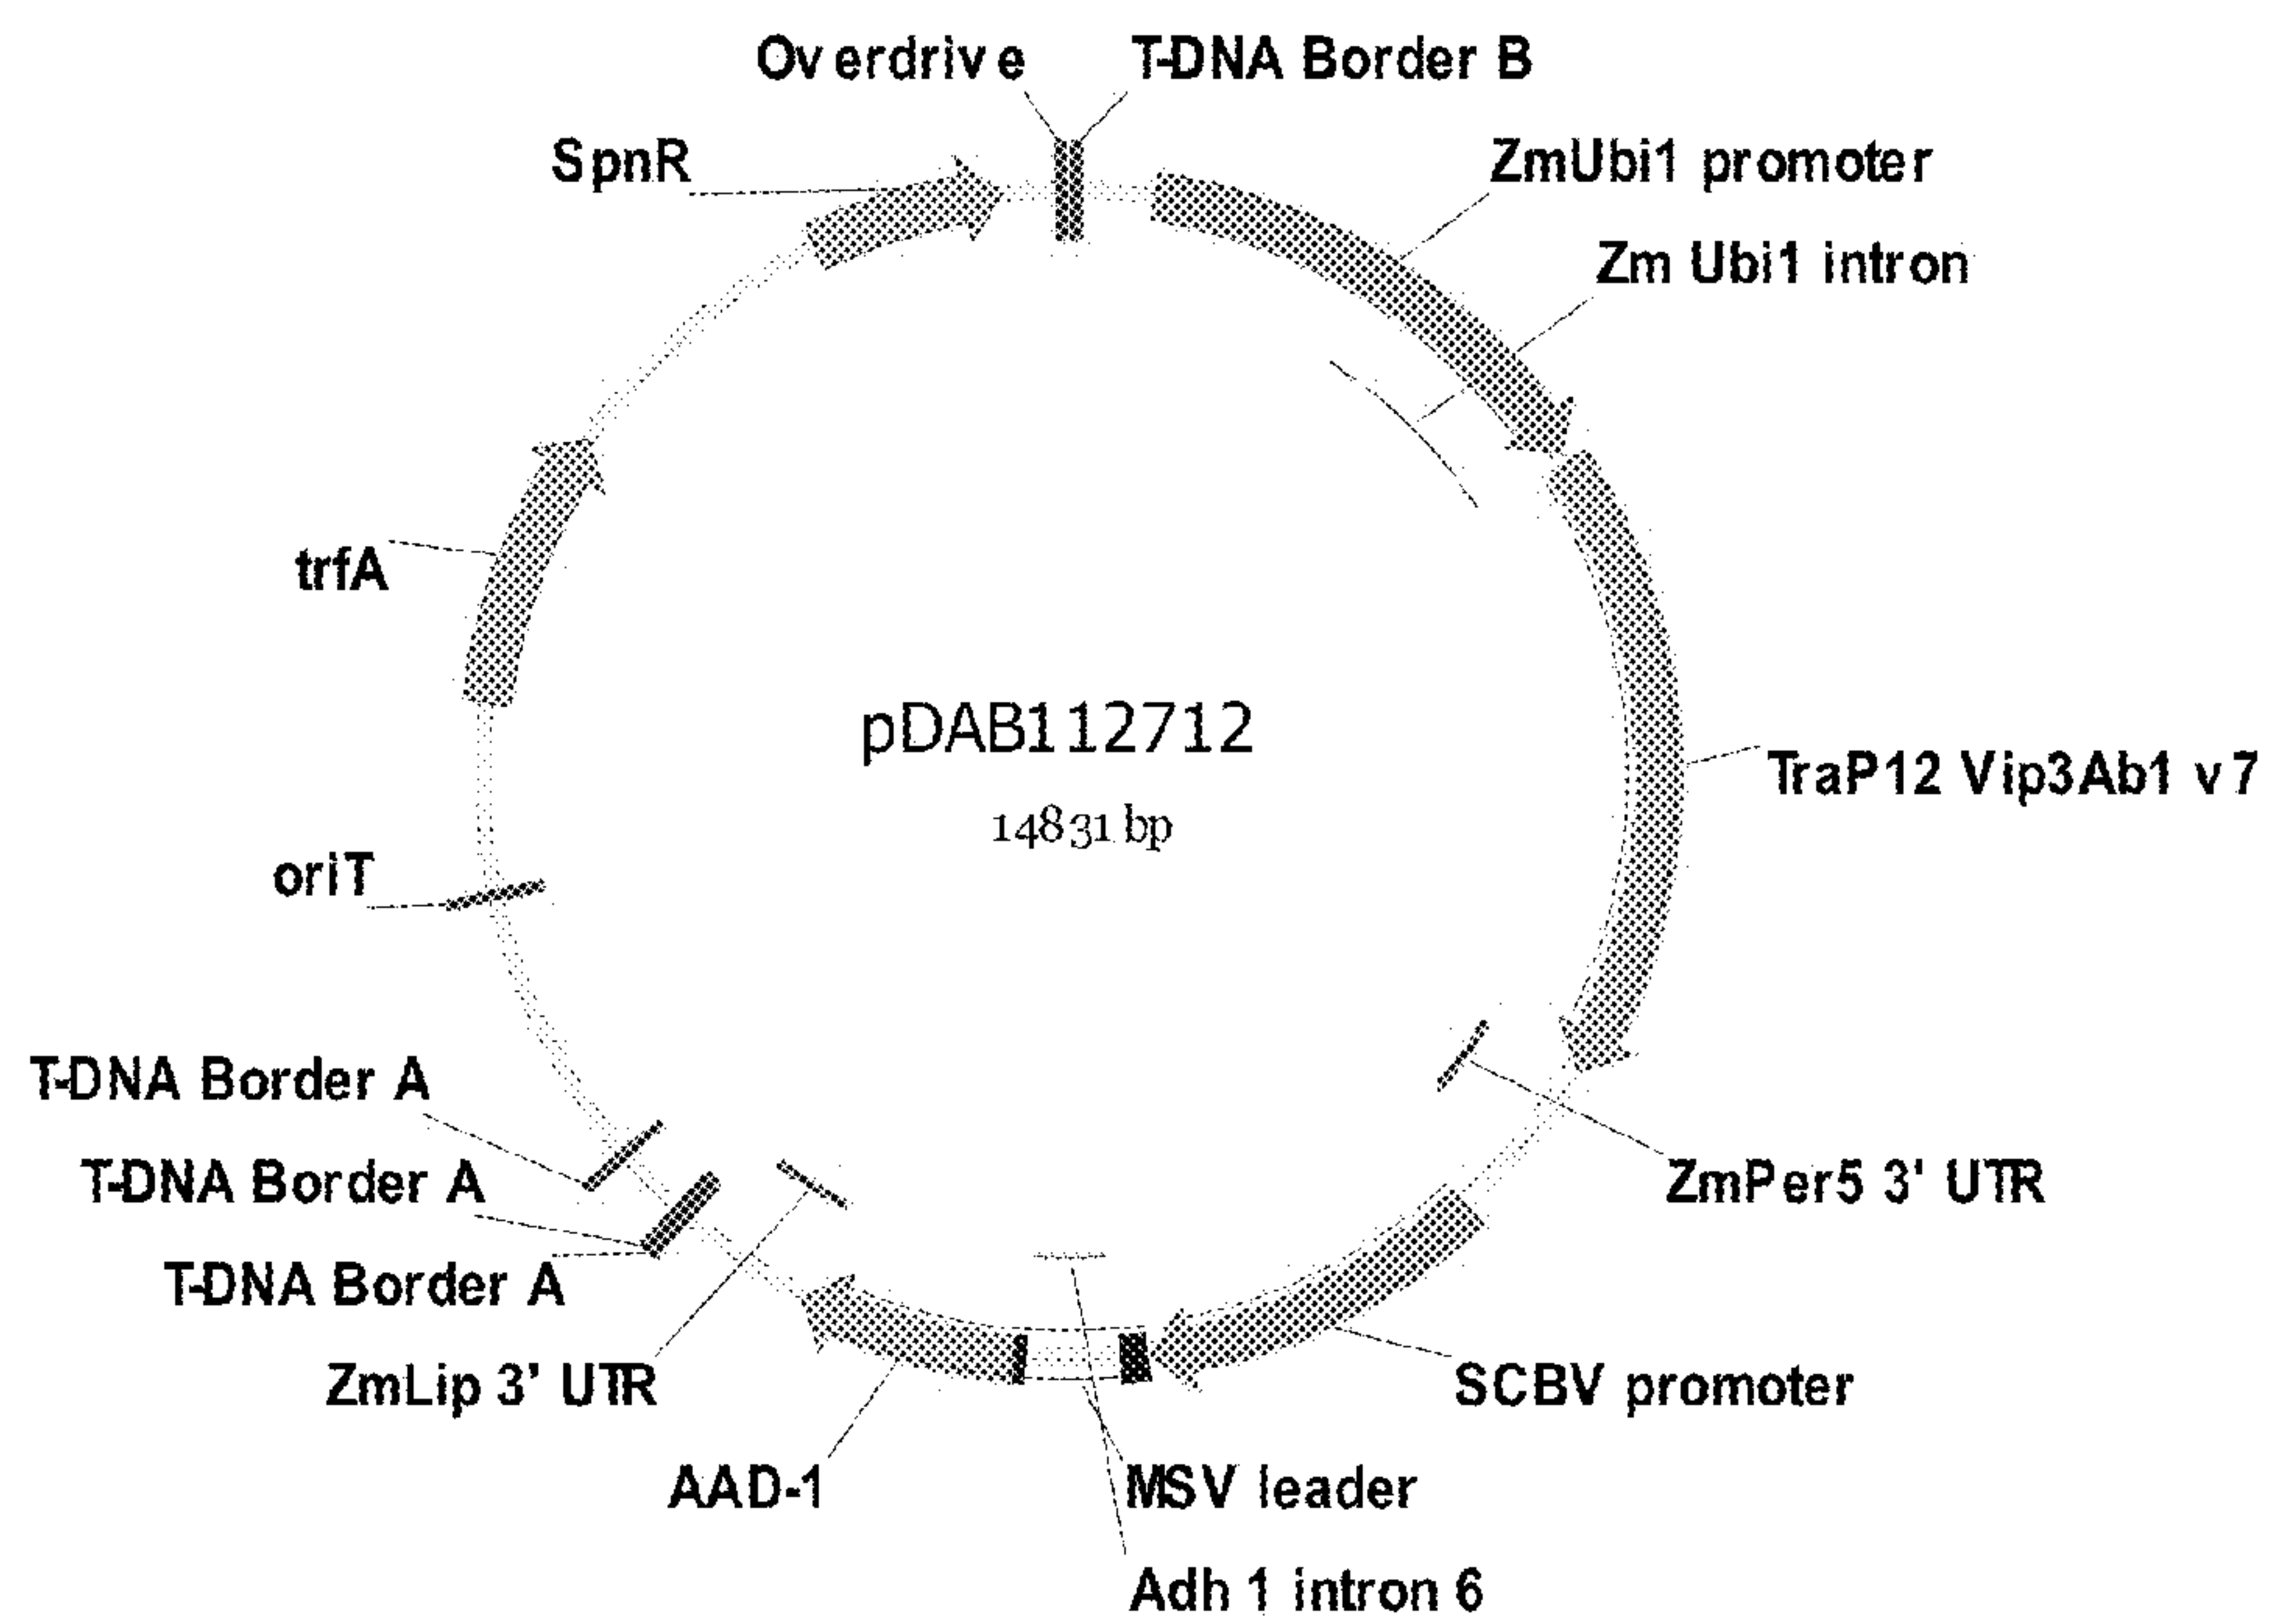 Overdrive
T-DNA Border B
SpnR
ZmUbi1 promoter
Zm Ubi1 intron
trfA
pDAB112712
14831 bp
TraP12 Vip3Ab1 v7
oriT
T-DNA Border A
T-DNA Border A
ZmPer5 3' UTR
T-DNA Border A
ZmLip 3' UTR
SCBV promoter
AAD-1
MSV leader
Adh 1 intron 6